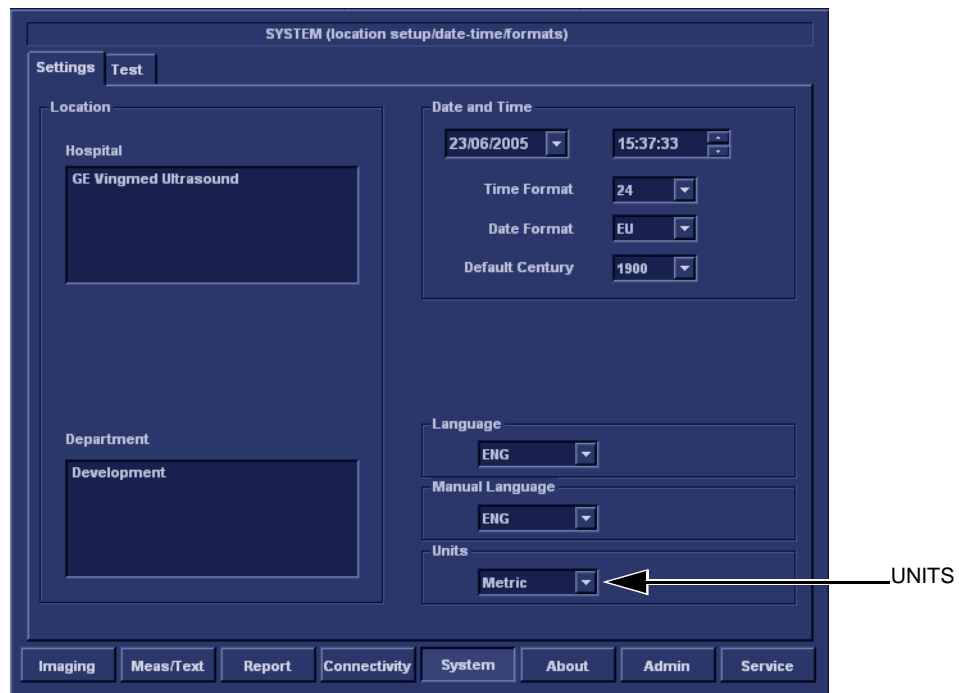 SYSTEM (location setup/date-time/formats)
Settings Test
Location
Hospital
GE Vingmed Ultrasound
Department
Development
Date and Time
23/06/2005 15:37:33
Time Format 24
Date Format EU
Default Century 1900
Language
ENG
Manual Language
ENG
Units
Metric
UNITS
Imaging Meas/Text Report Connectivity System About Admin Service